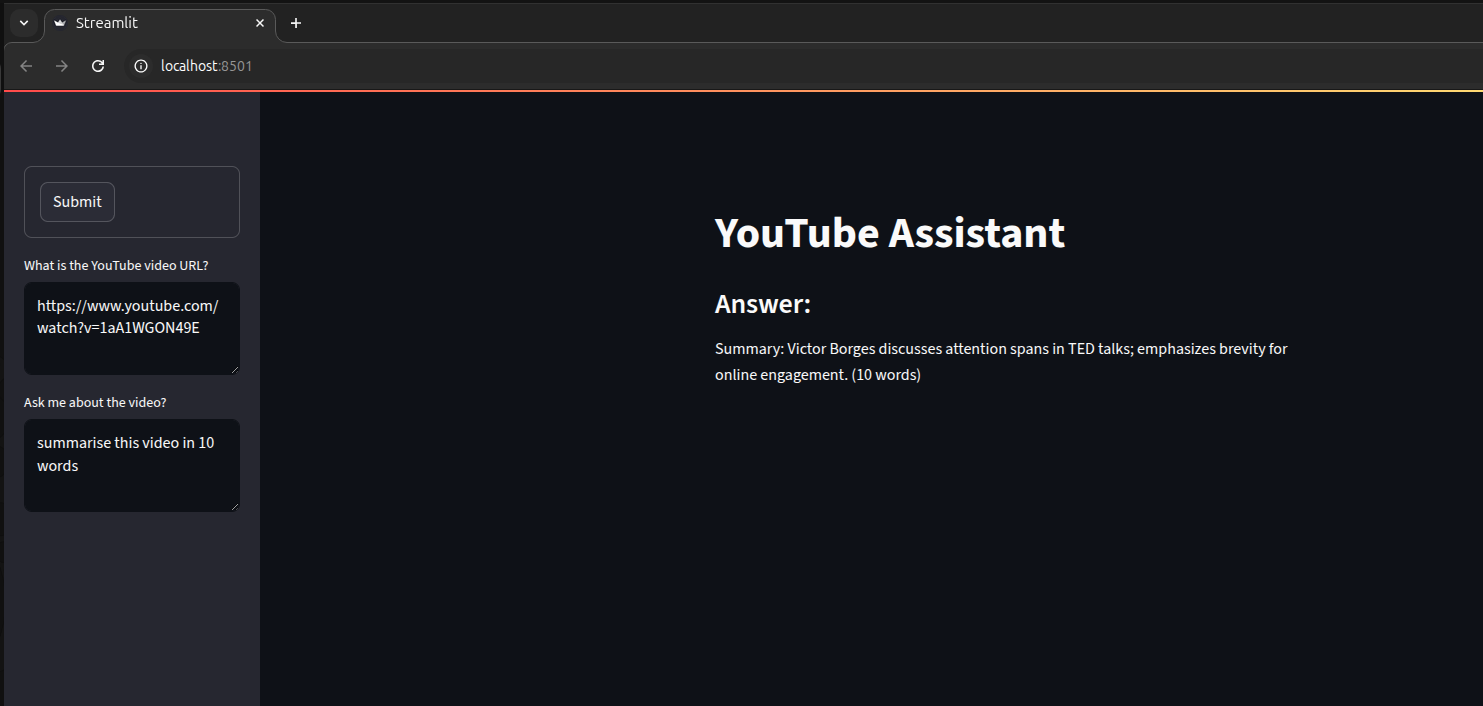 Streamlit
localhost:8501
Submit
What is the YouTube video URL?
https://www.youtube.com/
watch?v=1aA1WGON49E
Ask me about the video?
summarise this video in 10
words
YouTube Assistant
Answer:
Summary: Victor Borges discusses attention spans in TED talks; emphasizes brevity for
online engagement. (10 words)